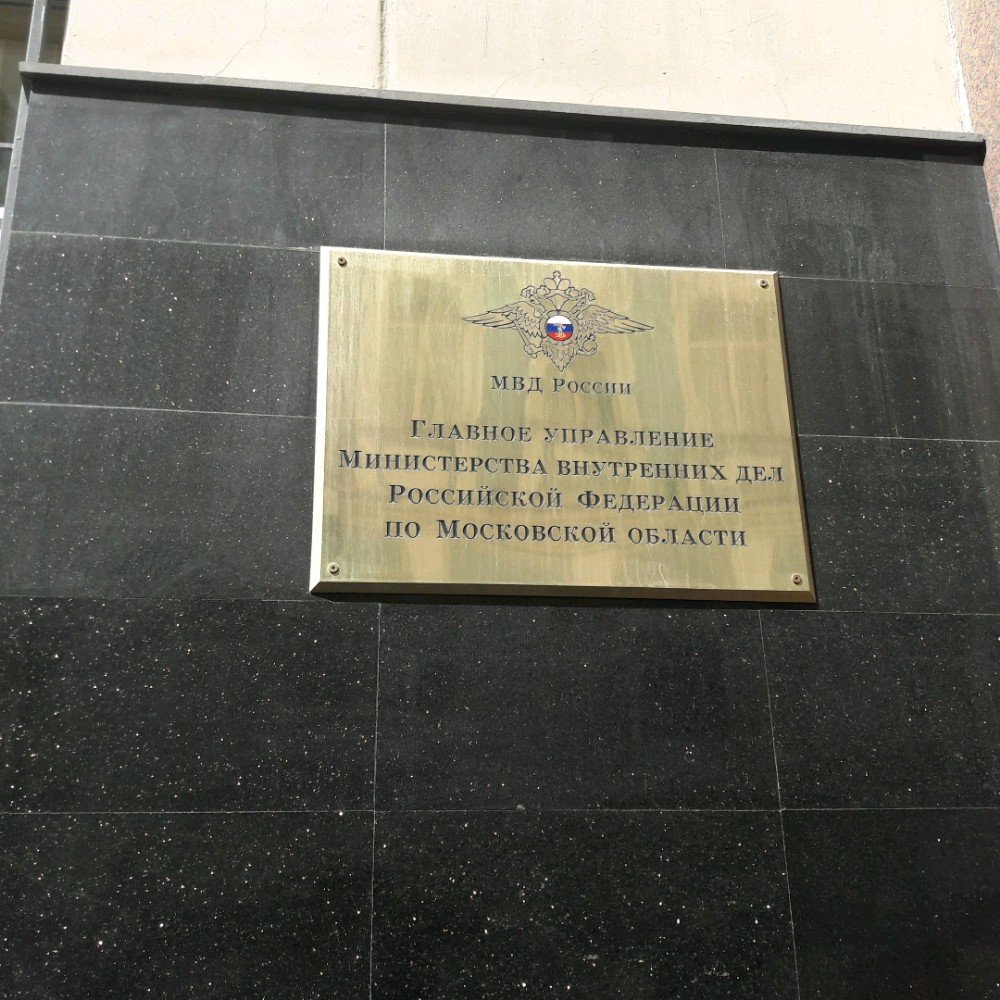 МВД России
Главное управление
Министерства внутренних дел
Российской Федерации
по Московской области